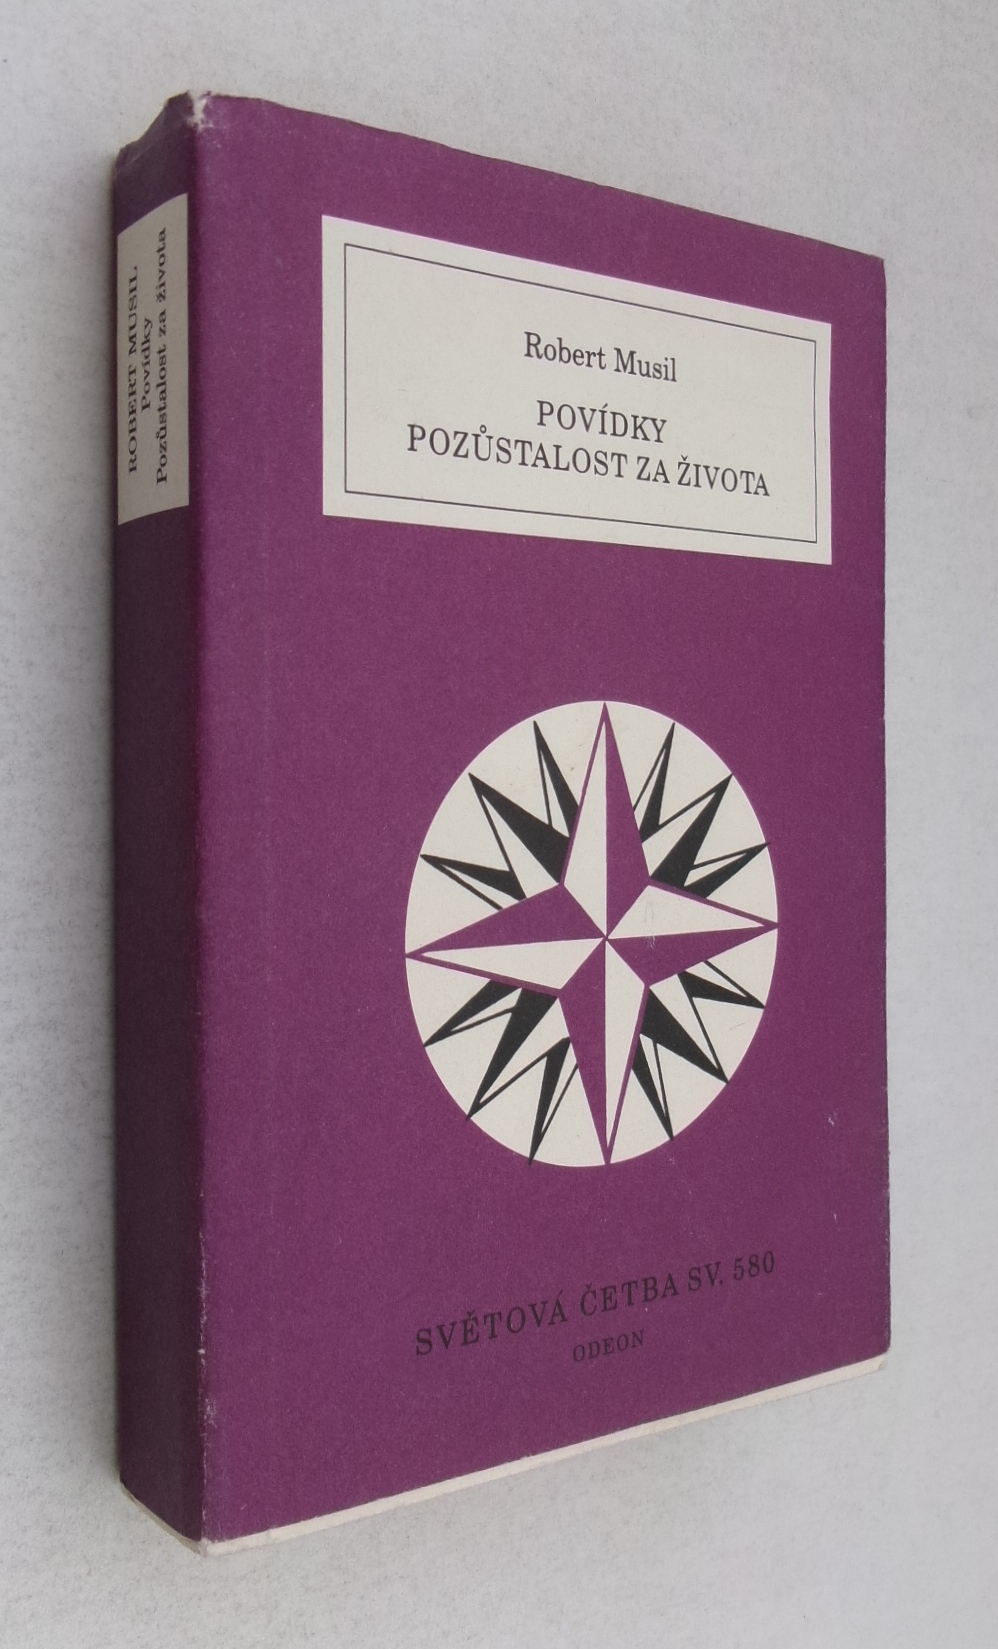 ROBERT MUSIL
Povídky
Pozůstalost za života
Robert Musil
POVÍDKY
POZŮSTALOST ZA ŽIVOTA
SVĚTOVÁ ČETBA SV. 580
ODEON